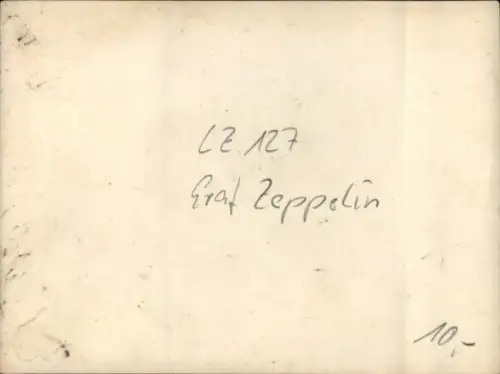 LZ 127
Graf Zeppelin
10,-